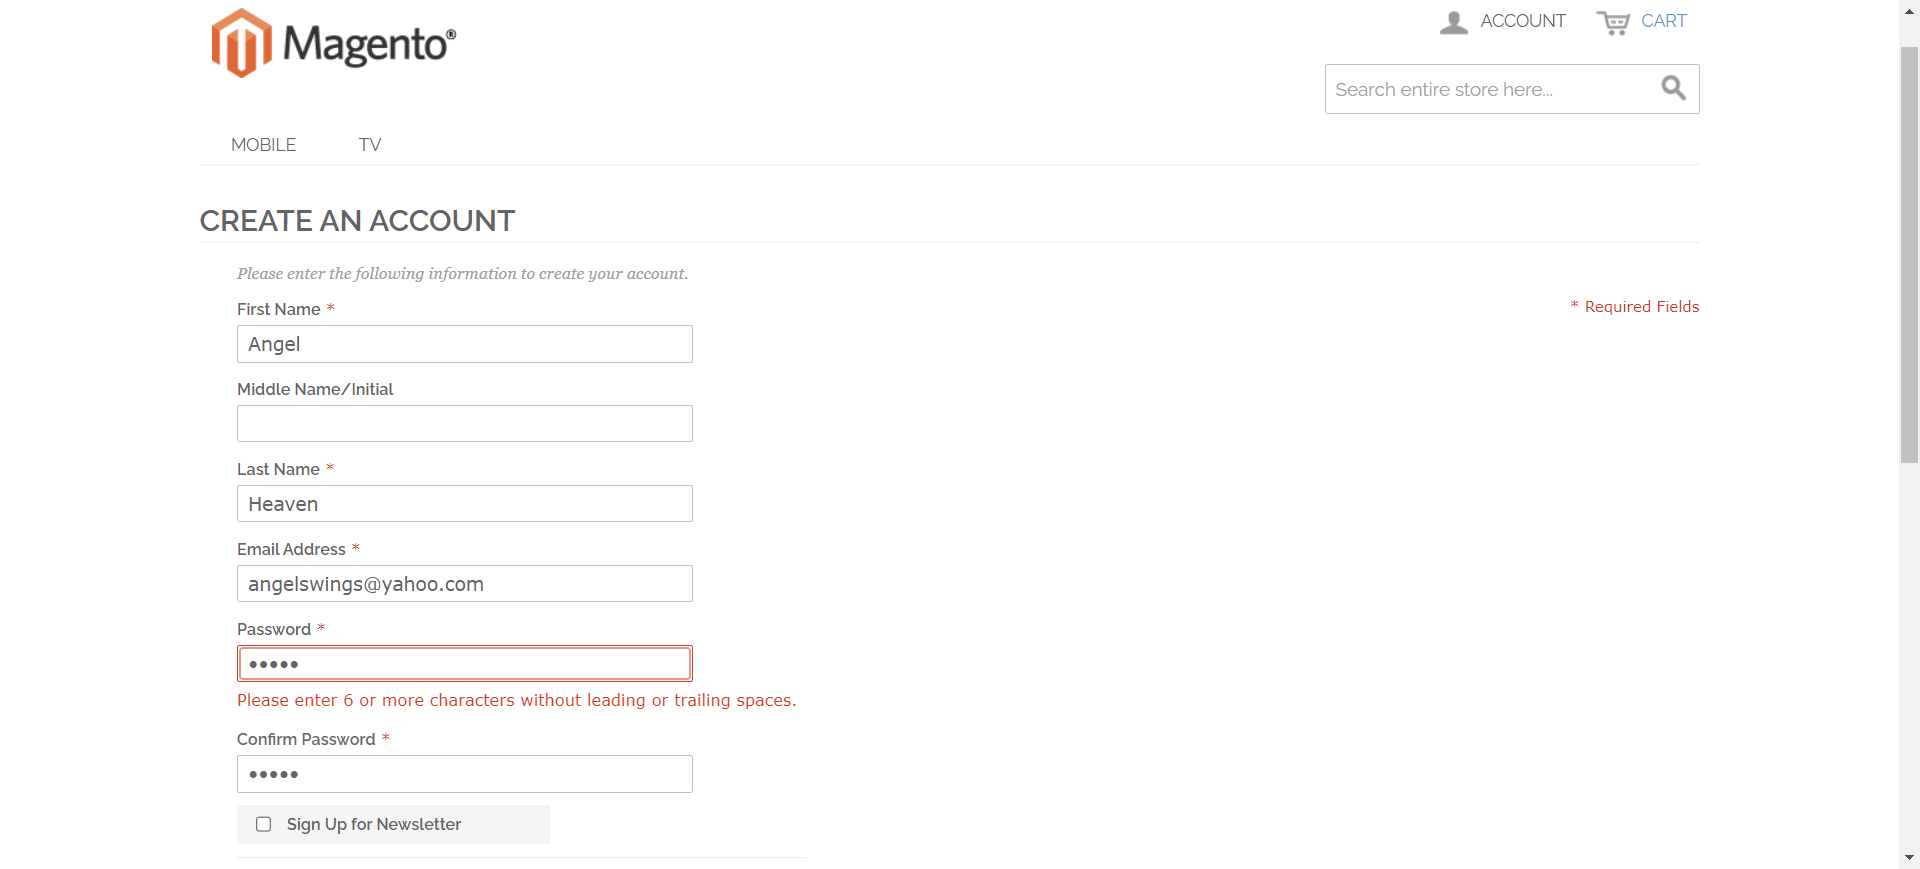 Magento®
ACCOUNT
CART
Search entire store here...
MOBILE
TV
CREATE AN ACCOUNT
Please enter the following information to create your account.
First Name *
* Required Fields
Angel
Middle Name/Initial
Last Name *
Heaven
Email Address *
angelswings@yahoo.com
Password *
•••••
Please enter 6 or more characters without leading or trailing spaces.
Confirm Password *
•••••
Sign Up for Newsletter